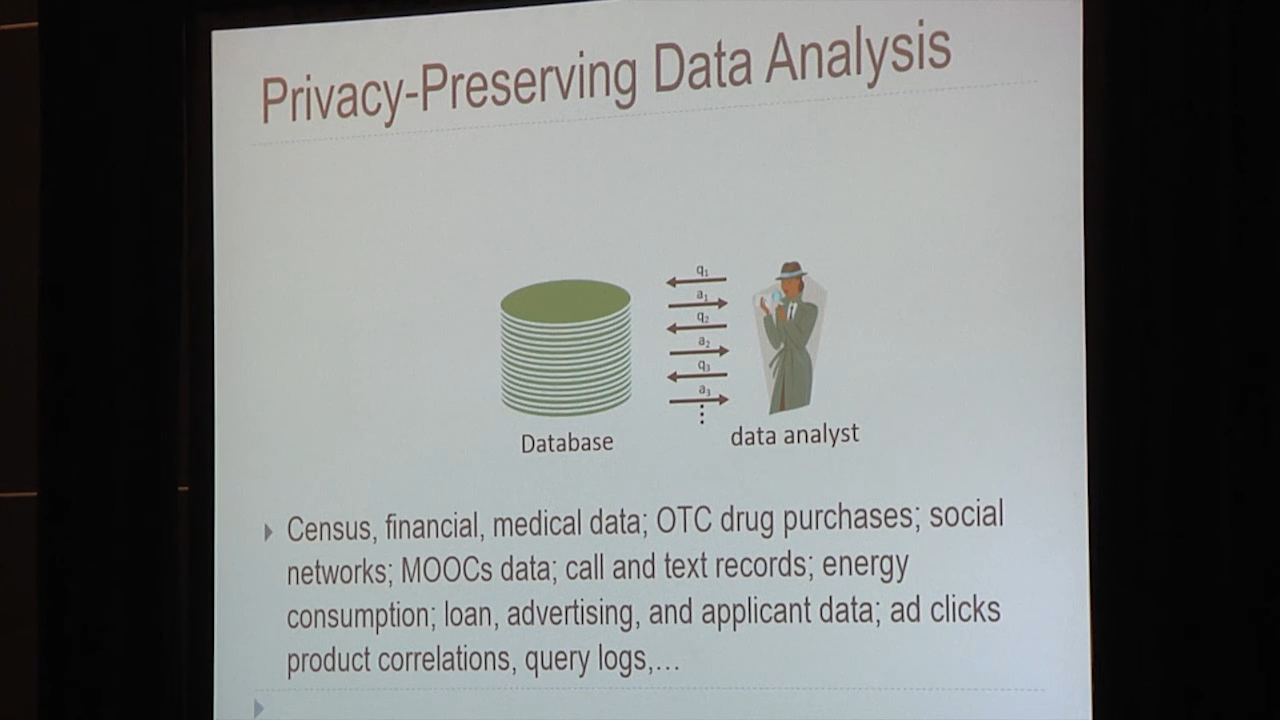 Privacy-Preserving Data Analysis
q₁
a₁
q₂
a₂
q₃
a₃
Database
data analyst
Census, financial, medical data; OTC drug purchases; social
networks; MOOCs data; call and text records; energy
consumption; loan, advertising, and applicant data; ad clicks
product correlations, query logs,…